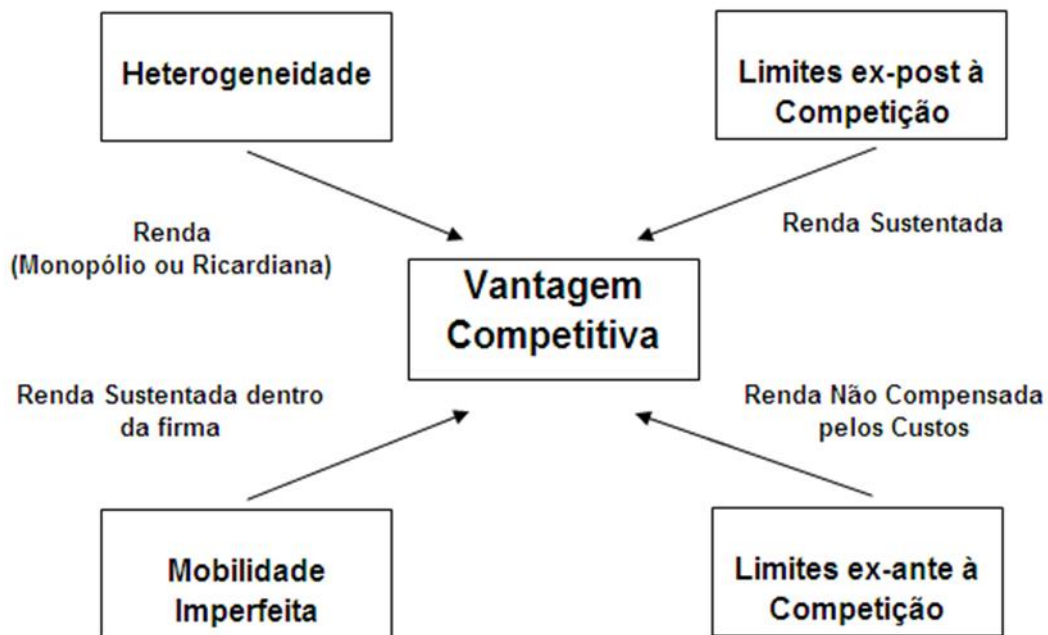 Heterogeneidade
Limites ex-post à
Competição
Renda
(Monopólio ou Ricardiana)
Renda Sustentada
Vantagem
Competitiva
Renda Sustentada dentro
da firma
Renda Não Compensada
pelos Custos
Mobilidade
Imperfeita
Limites ex-ante à
Competição